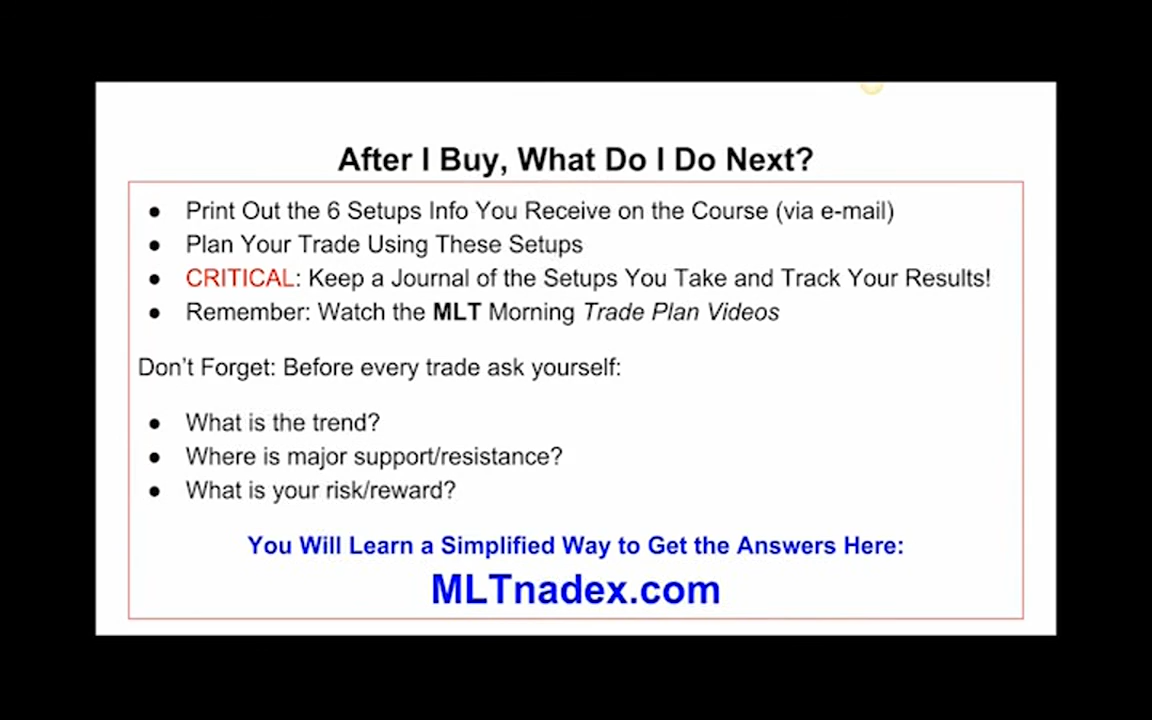 After I Buy, What Do I Do Next?
● Print Out the 6 Setups Info You Receive on the Course (via e-mail)
● Plan Your Trade Using These Setups
● CRITICAL: Keep a Journal of the Setups You Take and Track Your Results!
● Remember: Watch the MLT Morning Trade Plan Videos
Don't Forget: Before every trade ask yourself:
● What is the trend?
● Where is major support/resistance?
● What is your risk/reward?
You Will Learn a Simplified Way to Get the Answers Here:
MLTnadex.com